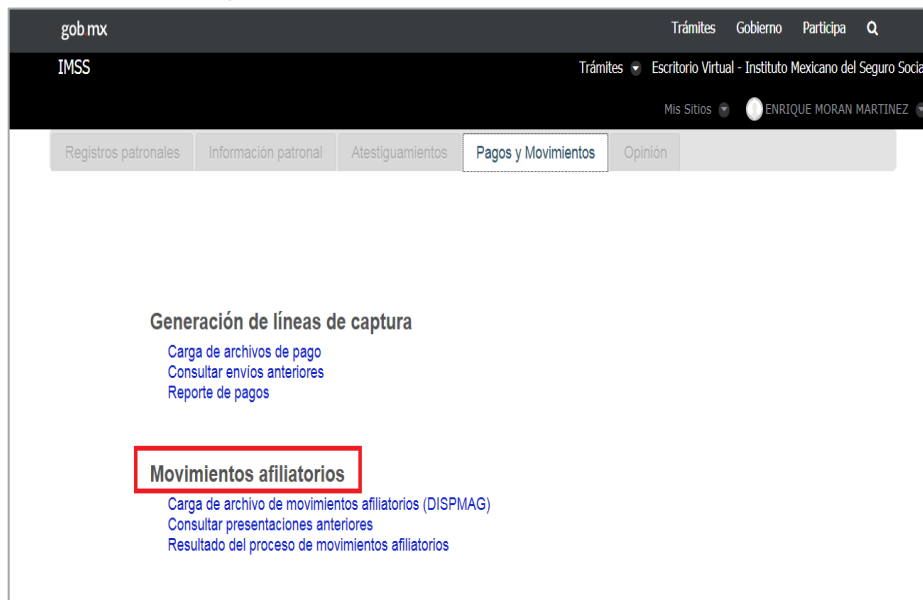 gob.mx Trámites Gobierno Participa
IMSS Trámites Escritorio Virtual - Instituto Mexicano del Seguro Socia
Mis Sitios ENRIQUE MORAN MARTINEZ
Registros patronales Información patronal Atestiguamientos Pagos y Movimientos Opinión
Generación de líneas de captura
Carga de archivos de pago
Consultar envíos anteriores
Reporte de pagos
Movimientos afiliatorios
Carga de archivo de movimientos afiliatorios (DISPMAG)
Consultar presentaciones anteriores
Resultado del proceso de movimientos afiliatorios